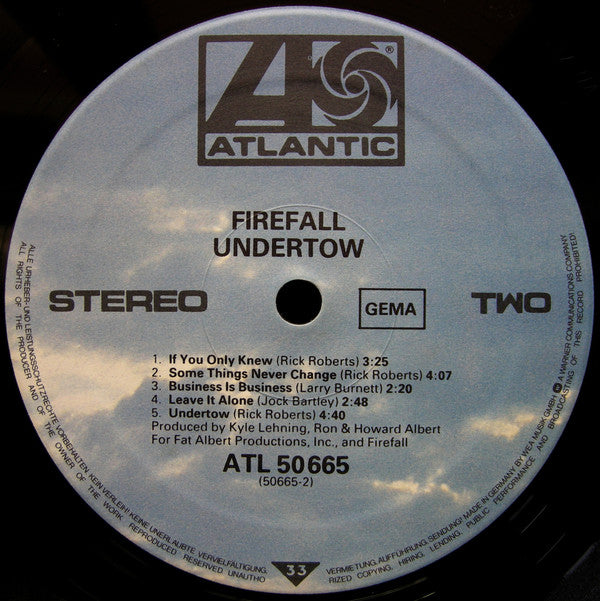 ®
ATLANTIC
FIREFALL
UNDERTOW
STEREO
GEMA
TWO
1. If You Only Knew (Rick Roberts) 3:25
2. Some Things Never Change (Rick Roberts) 4:07
3. Business Is Business (Larry Burnett) 2:20
4. Leave It Alone (Jock Bartley) 2:48
5. Undertow (Rick Roberts) 4:40
Produced by Kyle Lehning, Ron & Howard Albert
For Fat Albert Productions, Inc., and Firefall
ATL 50 665
(50665-2)
33
ALLE URHEBER- UND LEISTUNGSSCHUTZRECHTE VORBEHALTEN. KEIN VERLEIH! KEINE UNERLAUBTE VERVIELFÄLTIGUNG, VERMIETUNG, AUFFÜHRUNG, SENDUNG! MADE IN GERMANY BY WEA MUSIK GMBH A WARNER COMMUNICATIONS COMPANY
ALL RIGHTS OF THE PRODUCER AND OF THE OWNER OF THE WORK REPRODUCED RESERVED. UNAUTHORIZED COPYING, HIRING, LENDING, PUBLIC PERFORMANCE AND BROADCASTING OF THIS RECORD PROHIBITED!